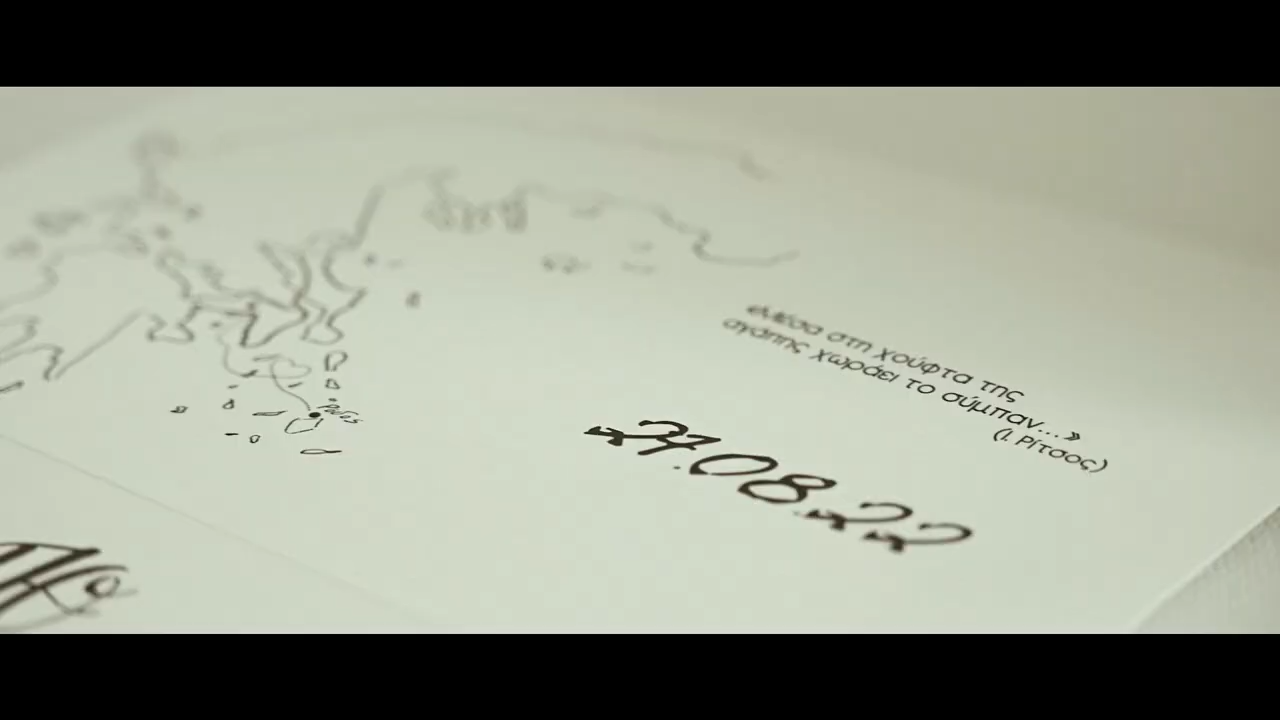 «Μέσα στη χούφτα της
αγάπης χωράει το σύμπαν...»
(Ι. Ρίτσος)
27.08.22